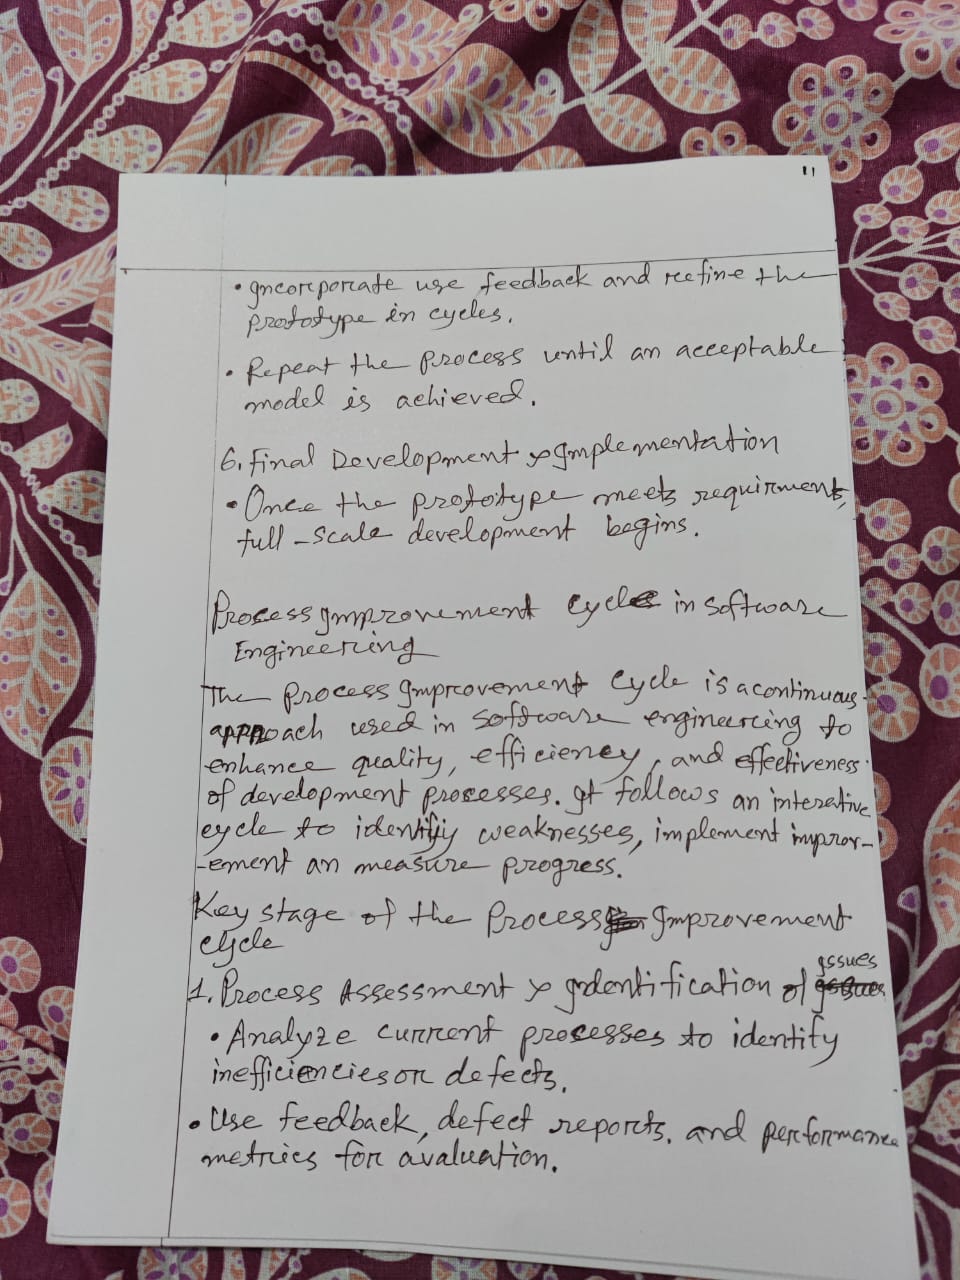 11
• Incorporate use feedback and refine the
prototype in cycles.
• Repeat the process until an acceptable
model is achieved.
6. Final Development & Implementation
• Once the prototype meets requirment,
full-scale development begins.
Process Improvement cycle in software
Engineering
The process Improvement cycle is a continuous
approach used in software engineering to
enhance quality, efficiency, and effectiveness
of development processes. It follows an interative
cycle to identify weaknesses, implement improv-
-ement an measure progress.
Key stage of the Process Improvement
cycle
1. Process Assessment & Indentification of Issues
• Analyze current processes to identify
inefficiencies or defects.
• Use feedback, defect reports, and performance
metrics for avaluation.